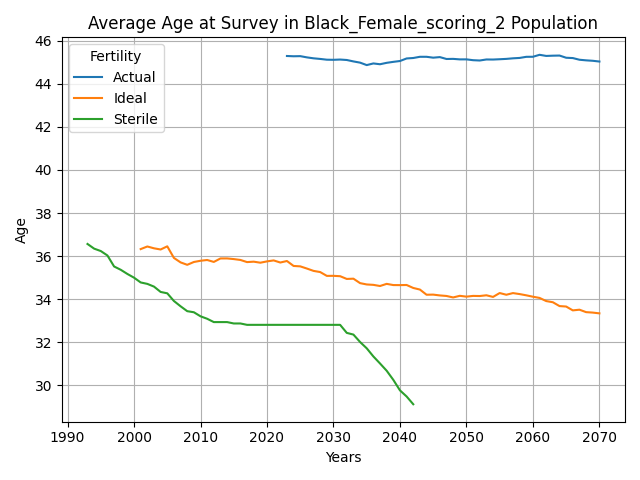 Average Age at Survey in Black_Female_scoring_2 Population
Fertility
Actual
Ideal
Sterile
46
44
42
40
38
36
34
32
30
Age
1990
2000
2010
2020
2030
2040
2050
2060
2070
Years